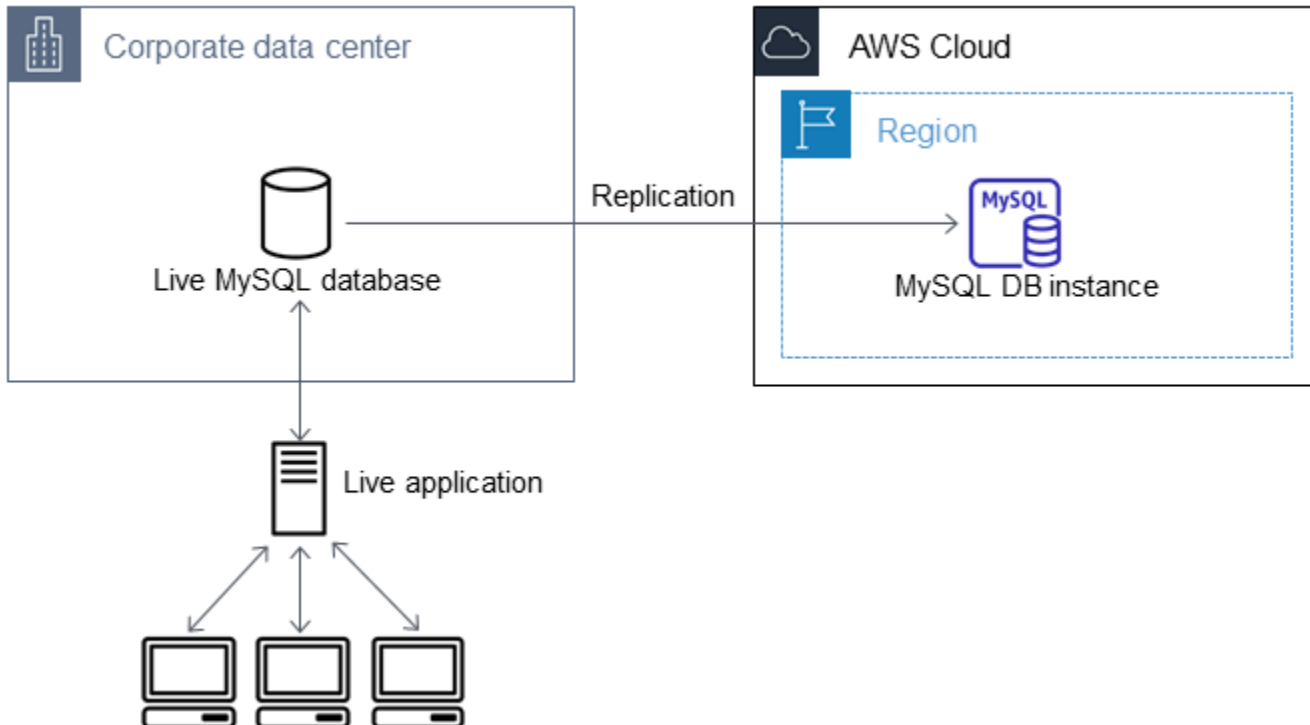 Corporate data center
AWS Cloud
Region
Replication
MySQL
Live MySQL database
MySQL DB instance
Live application